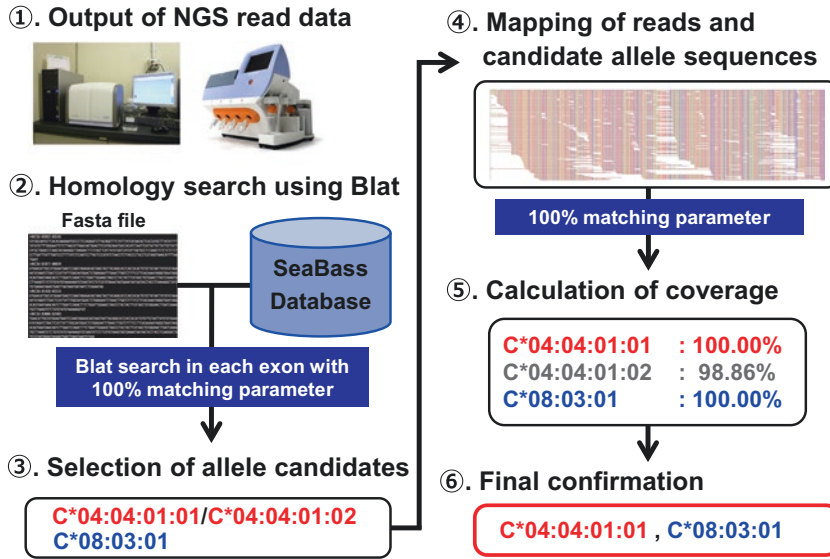 ①. Output of NGS read data
②. Homology search using Blat
Fasta file
SeaBass
Database
Blat search in each exon with
100% matching parameter
③. Selection of allele candidates
C*04:04:01:01/C*04:04:01:02
C*08:03:01
④. Mapping of reads and
candidate allele sequences
100% matching parameter
⑤. Calculation of coverage
C*04:04:01:01 : 100.00%
C*04:04:01:02 : 98.86%
C*08:03:01 : 100.00%
⑥. Final confirmation
C*04:04:01:01 , C*08:03:01